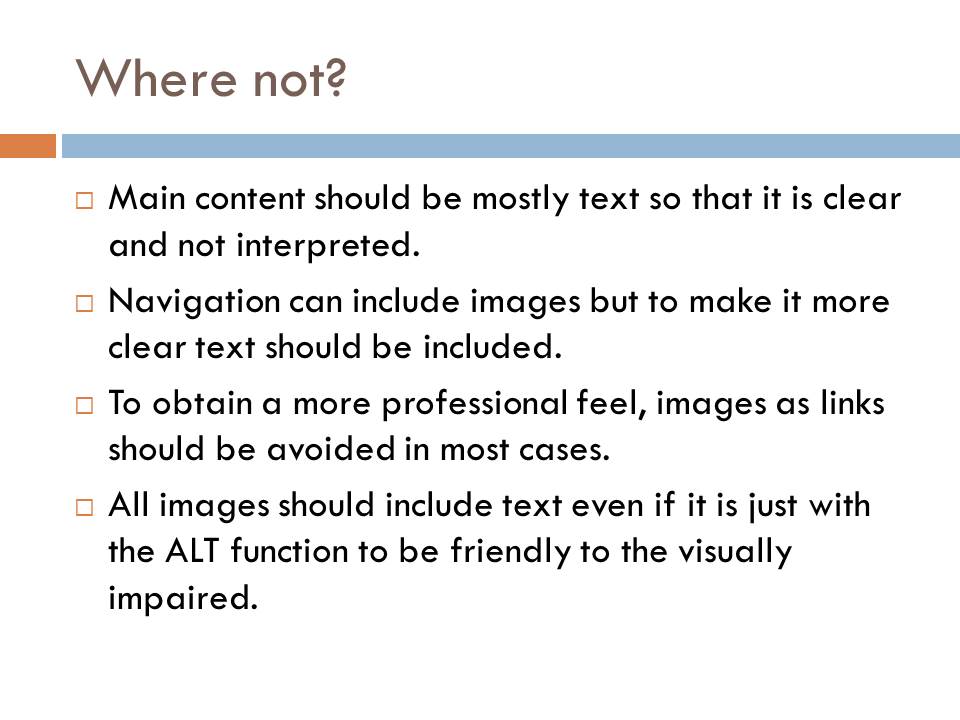 Where not?
Main content should be mostly text so that it is clear
and not interpreted.
Navigation can include images but to make it more
clear text should be included.
To obtain a more professional feel, images as links
should be avoided in most cases.
All images should include text even if it is just with
the ALT function to be friendly to the visually
impaired.